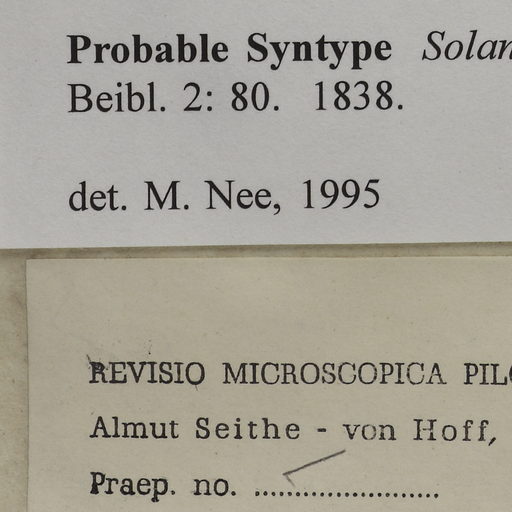 Probable Syntype Solan
Beibl. 2: 80. 1838.
det. M. Nee, 1995
REVISIO MICROSCOPICA PIL
Almut Seithe - von Hoff,
Praep. no. ........................